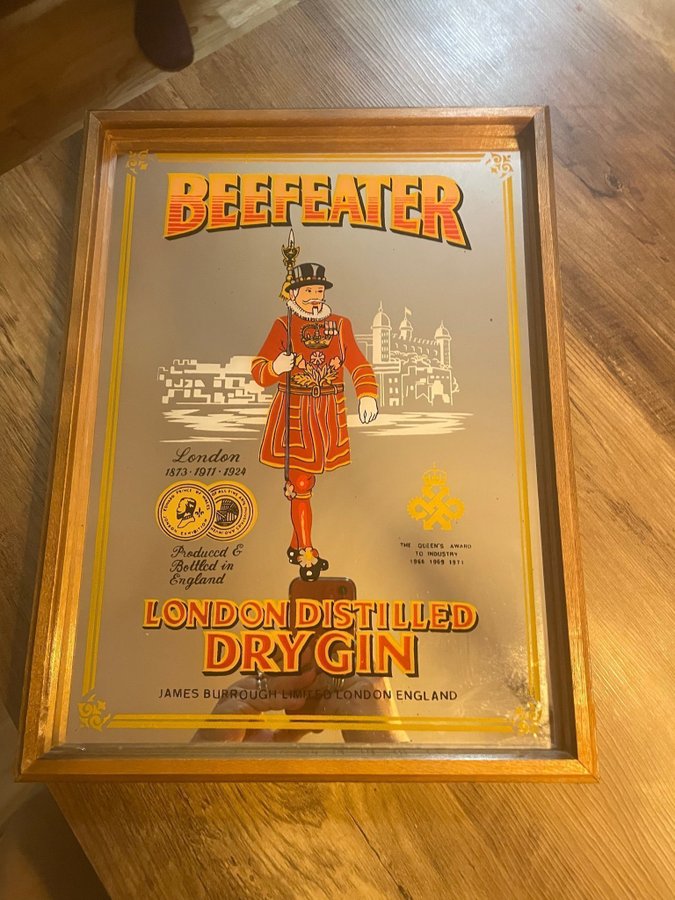 BEEFEATER
London
1873·1911·1924
Produced &
Bottled in
England
THE QUEEN'S AWARD
TO INDUSTRY
1966 1969 1971
LONDON DISTILLED
DRY GIN
JAMES BURROUGH LIMITED LONDON ENGLAND